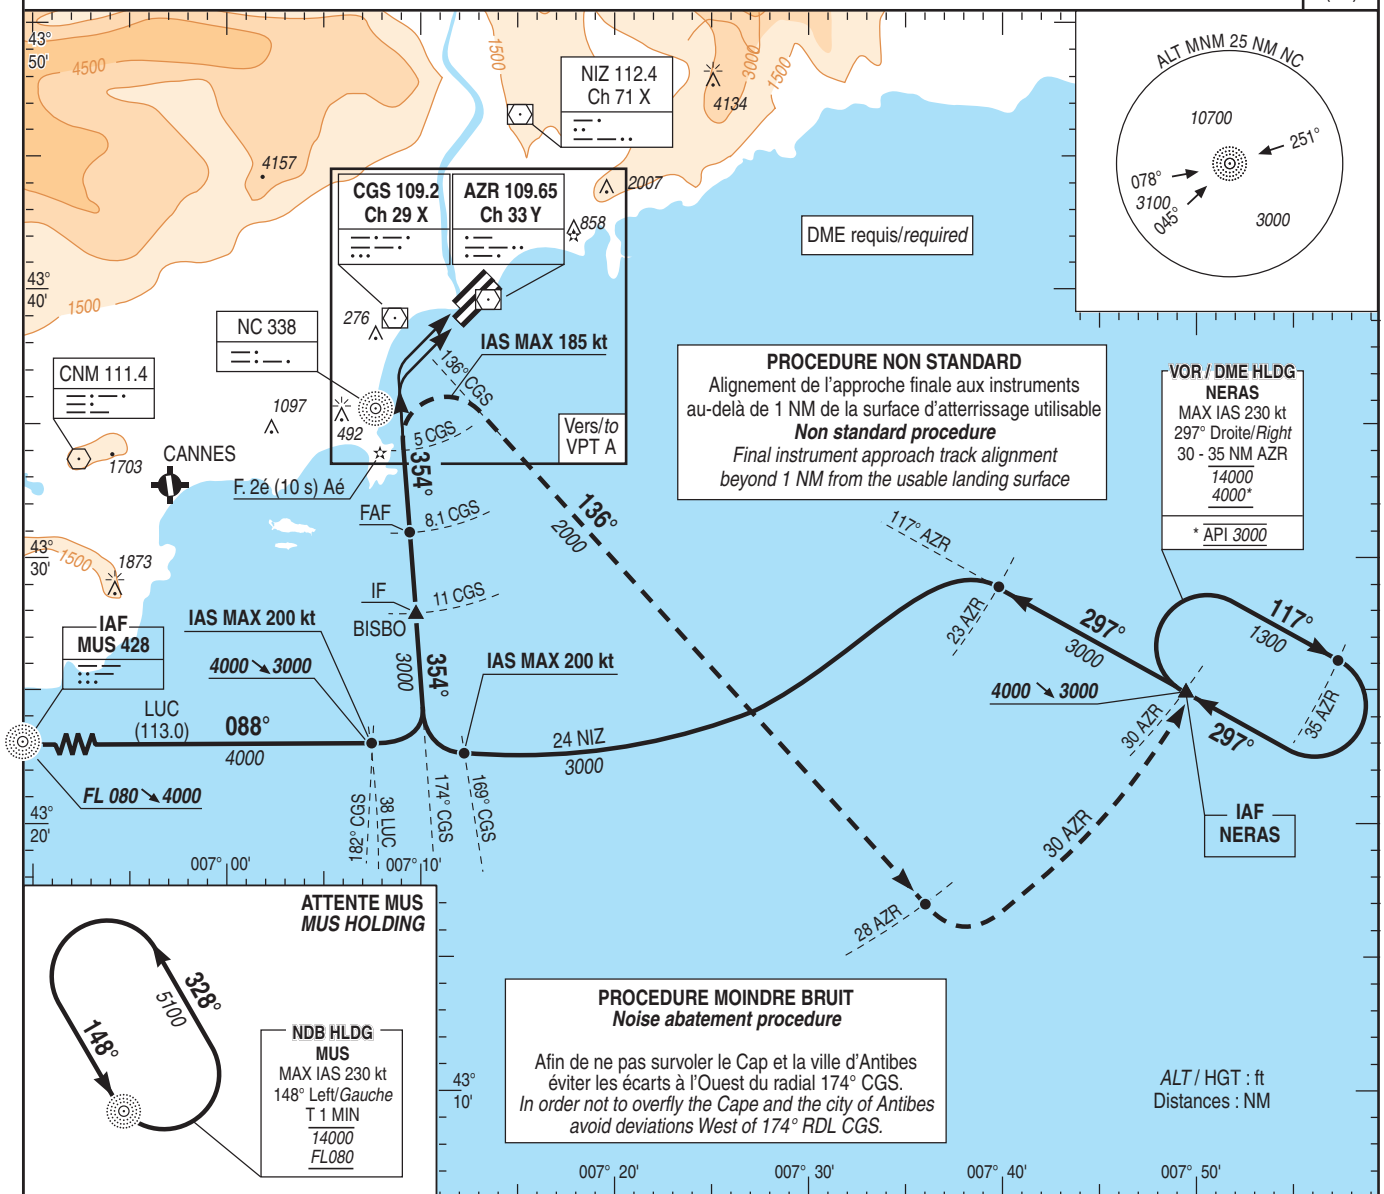 43°
50'
4500
4157
1500
1500
3000
1500
4134
NIZ 112.4
Ch 71 X
2007
CGS 109.2
Ch 29 X
AZR 109.65
Ch 33 Y
858
DME requis/required
ALT MNM 25 NM NC
10700
251°
078°
3100
045°
3000
43°
40'
276
NC 338
IAS MAX 185 kt
136° CGS
CNM 111.4
1097
492
5 CGS
Vers/to
VPT A
1703
CANNES
F. 2é (10 s) Aé
354°
PROCEDURE NON STANDARD
Alignement de l'approche finale aux instruments
au-delà de 1 NM de la surface d'atterrissage utilisable
Non standard procedure
Final instrument approach track alignment
beyond 1 NM from the usable landing surface
VOR / DME HLDG
NERAS
MAX IAS 230 kt
297° Droite/Right
30 - 35 NM AZR
14000
4000*
* API 3000
FAF
8.1 CGS
136°
2000
117° AZR
43°
30'
1500
1873
IF
11 CGS
BISBO
23 AZR
297°
3000
117°
1300
IAF
MUS 428
IAS MAX 200 kt
4000 ↘ 3000
3000
354°
IAS MAX 200 kt
4000 ↘ 3000
30 AZR
297°
35 AZR
LUC
(113.0)
088°
4000
24 NIZ
3000
FL 080 ↘ 4000
182° CGS
38 LUC
174° CGS
169° CGS
30 AZR
IAF
NERAS
43°
20'
007° 00'
007° 10'
28 AZR
ATTENTE MUS
MUS HOLDING
328°
5100
148°
NDB HLDG
MUS
MAX IAS 230 kt
148° Left/Gauche
T 1 MIN
14000
FL080
PROCEDURE MOINDRE BRUIT
Noise abatement procedure
Afin de ne pas survoler le Cap et la ville d'Antibes
éviter les écarts à l'Ouest du radial 174° CGS.
In order not to overfly the Cape and the city of Antibes
avoid deviations West of 174° RDL CGS.
43°
10'
ALT / HGT : ft
Distances : NM
007° 20'
007° 30'
007° 40'
007° 50'